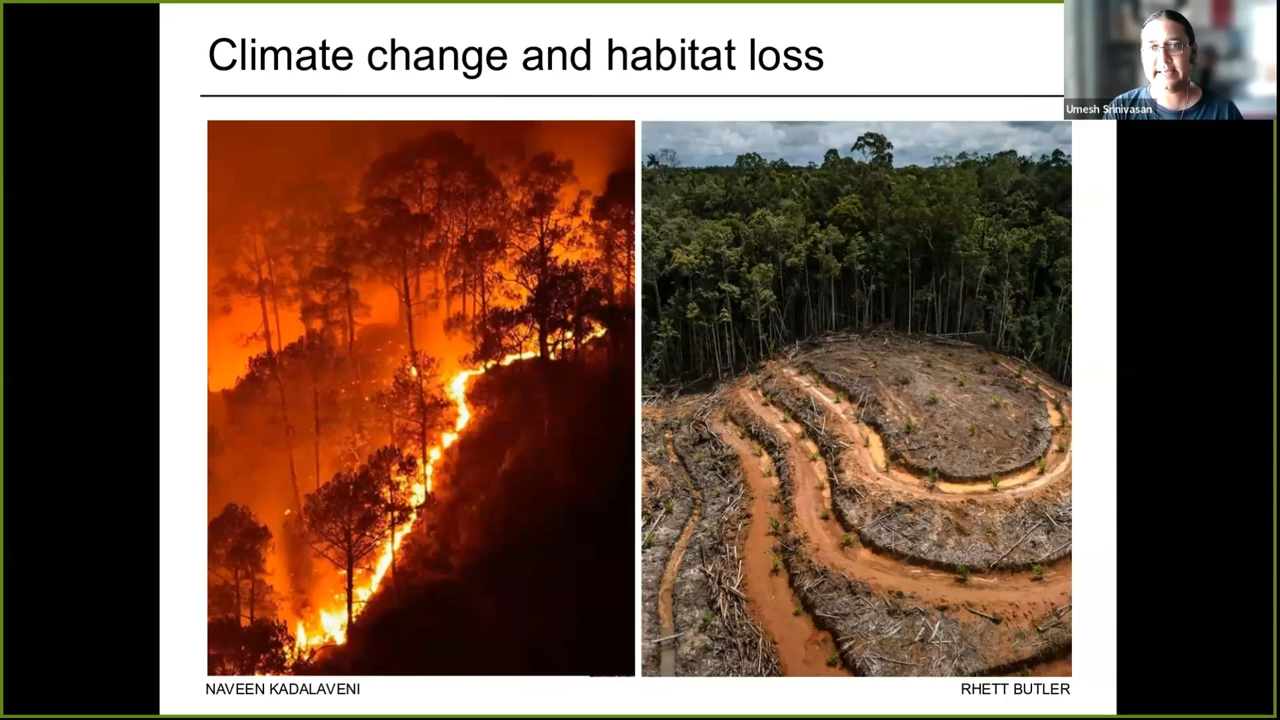 Climate change and habitat loss
Umesh Srinivasan
NAVEEN KADALAVENI
RHETT BUTLER